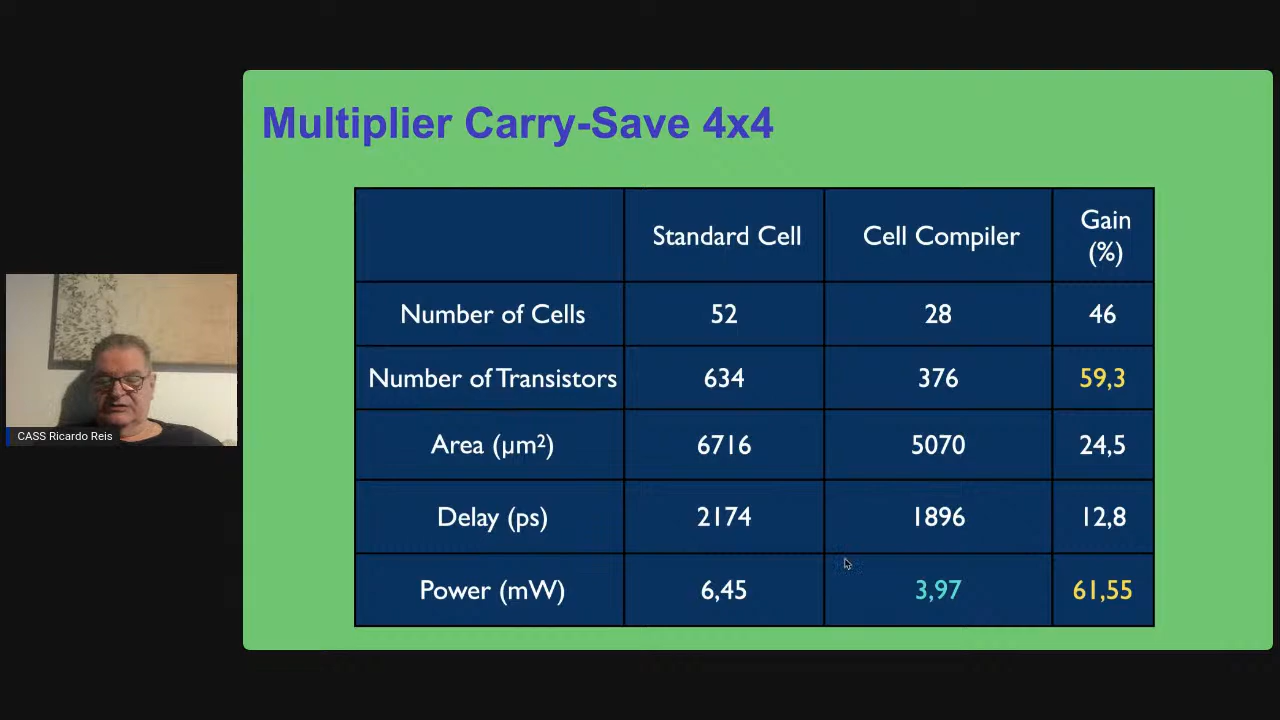 Multiplier Carry-Save 4x4
Standard Cell
Cell Compiler
Gain
(%)
Number of Cells
52
28
46
Number of Transistors
634
376
59,3
Area (µm²)
6716
5070
24,5
Delay (ps)
2174
1896
12,8
Power (mW)
6,45
3,97
61,55
CASS Ricardo Reis